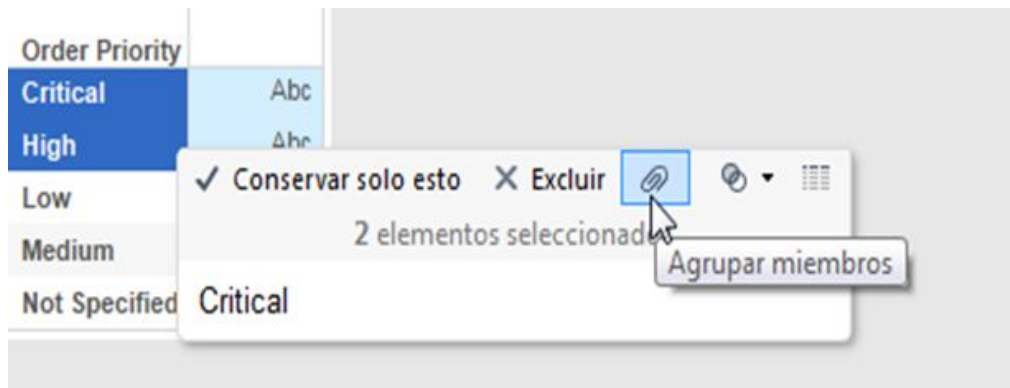 Order Priority
Critical Abc
High Abc
Low
✓ Conservar solo esto X Excluir
2 elementos seleccionad
Medium
Agrupar miembros
Not Specified
Critical